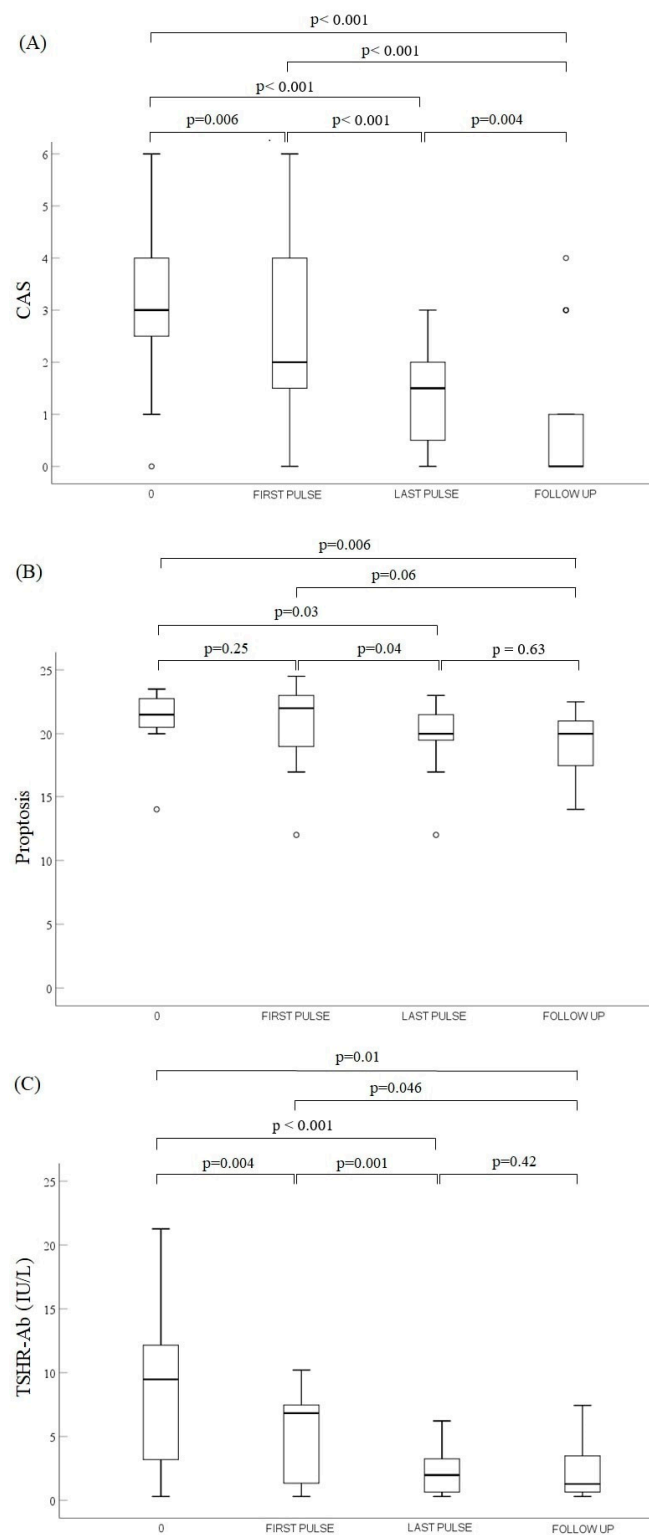 (A)
p< 0.001
p< 0.001
p< 0.001
p=0.006 p< 0.001 p=0.004
6
5
4
3
2
1
0
CAS
0 FIRST PULSE LAST PULSE FOLLOW UP
(B)
p=0.006
p=0.06
p=0.03
p=0.25 p=0.04 p = 0.63
25
20
15
10
5
0
Proptosis
0 FIRST PULSE LAST PULSE FOLLOW UP
(C)
p=0.01
p=0.046
p < 0.001
p=0.004 p=0.001 p=0.42
25
20
15
10
5
0
TSHR-Ab (IU/L)
0 FIRST PULSE LAST PULSE FOLLOW UP